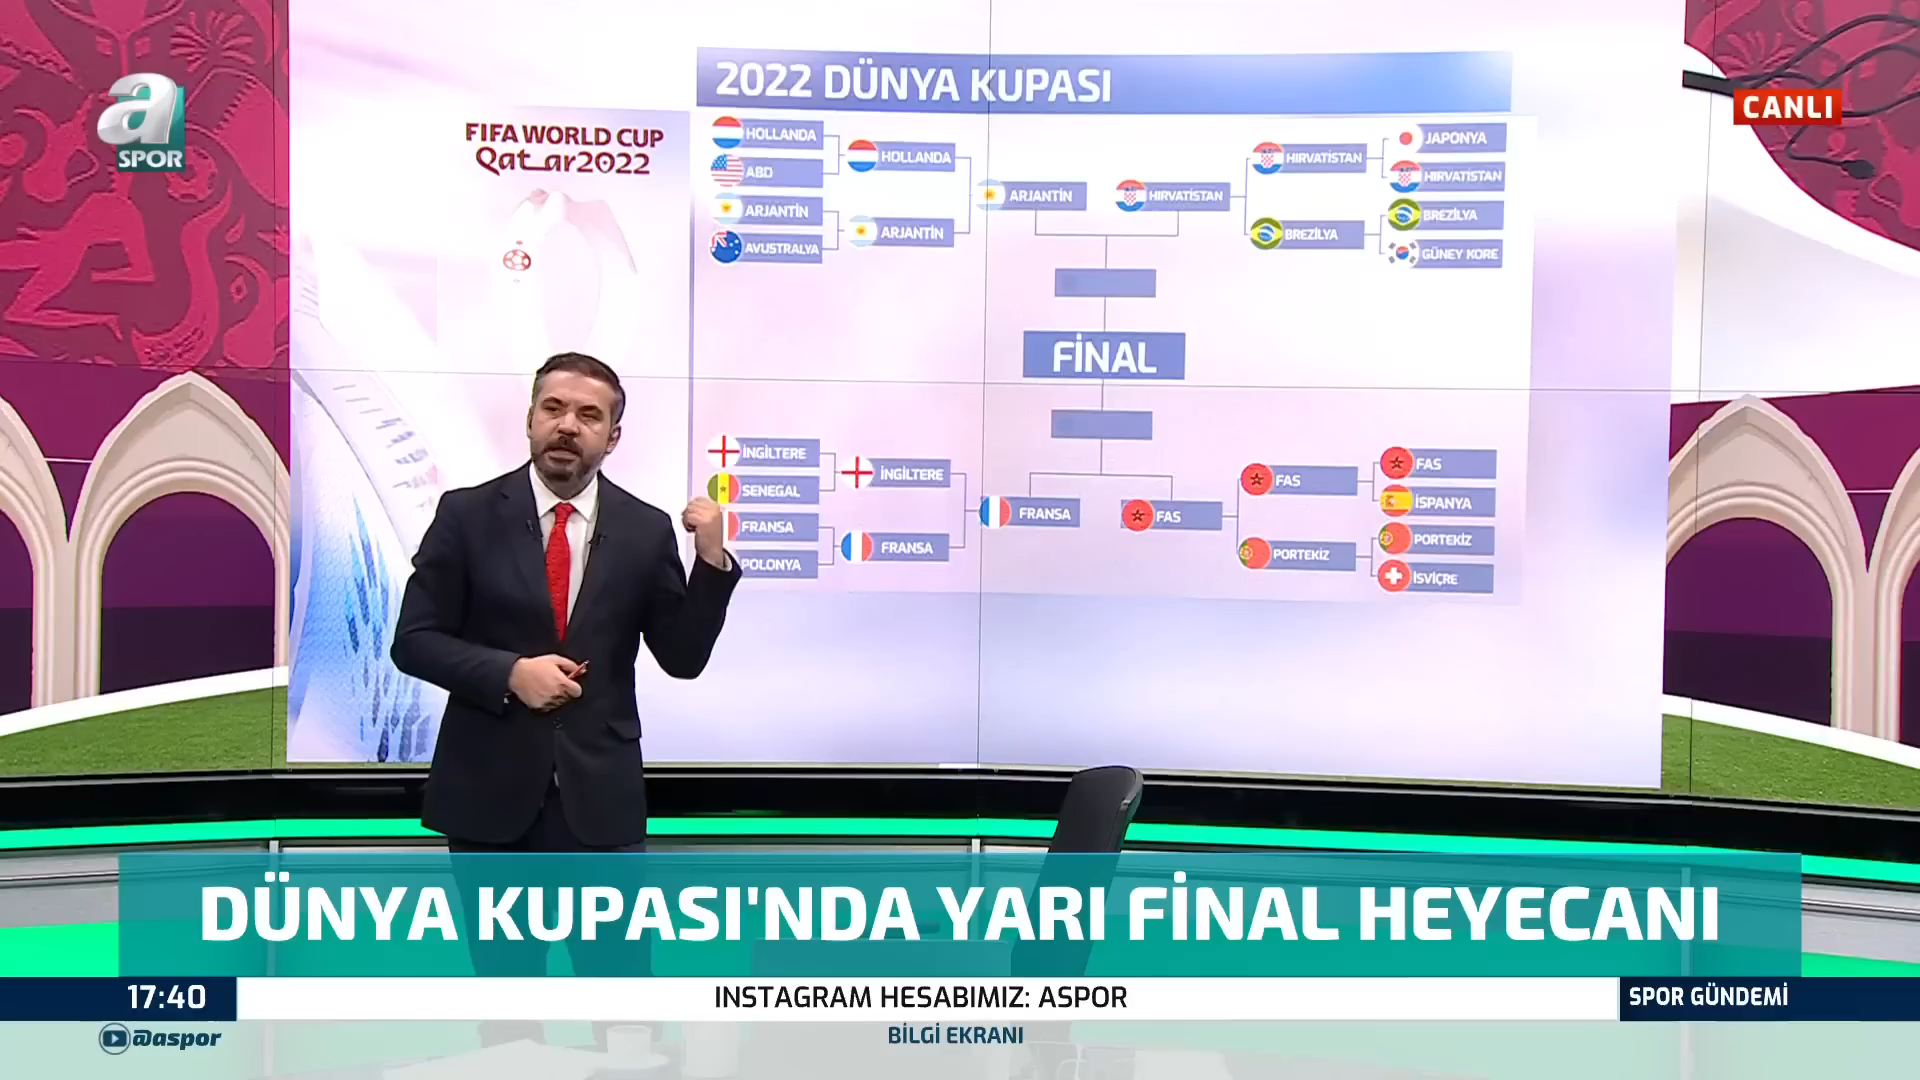 a
SPOR
CANLI
2022 DÜNYA KUPASI
FIFA WORLD CUP
Qatar2022
HOLLANDA
ABD
ARJANTİN
AVUSTRALYA
HOLLANDA
ARJANTİN
ARJANTİN
HIRVATİSTAN
HIRVATİSTAN
BREZİLYA
JAPONYA
HIRVATİSTAN
BREZİLYA
GÜNEY KORE
FİNAL
İNGİLTERE
SENEGAL
FRANSA
POLONYA
İNGİLTERE
FRANSA
FRANSA
FAS
FAS
PORTEKİZ
FAS
İSPANYA
PORTEKİZ
İSVİÇRE
DÜNYA KUPASI'NDA YARI FİNAL HEYECANI
17:40
INSTAGRAM HESABIMIZ: ASPOR
SPOR GÜNDEMİ
@aspor
BİLGİ EKRANI